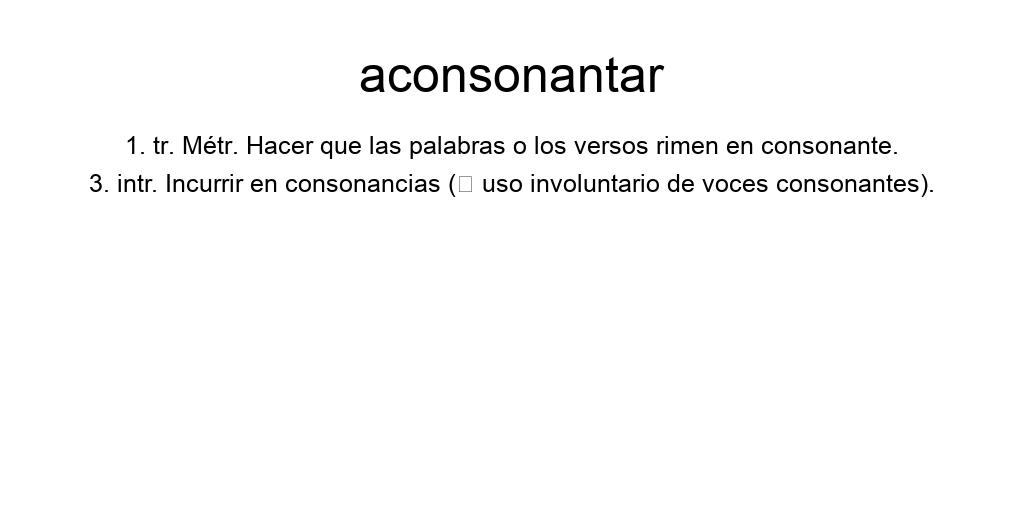 aconsonantar
1. tr. Métr. Hacer que las palabras o los versos rimen en consonante.
3. intr. Incurrir en consonancias (□ uso involuntario de voces consonantes).